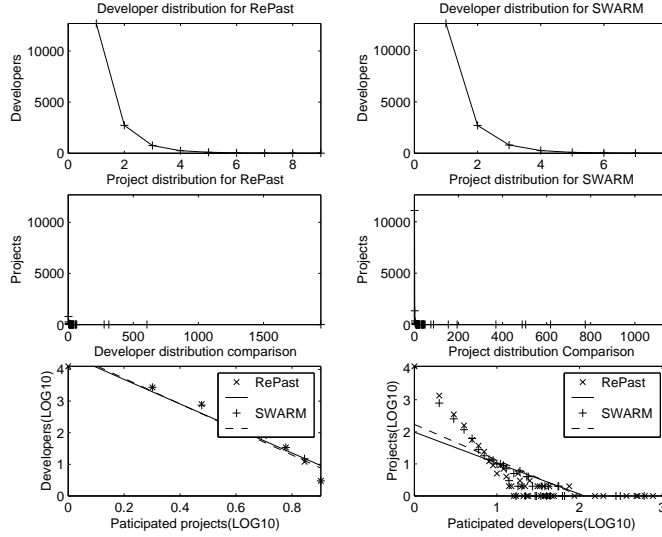 Developer distribution for RePast
Developers
10000
5000
0
0 2 4 6 8
Developer distribution for SWARM
Developers
10000
5000
0
0 2 4 6
Project distribution for RePast
Projects
10000
5000
0
0 500 1000 1500
Project distribution for SWARM
Projects
10000
5000
0
0 200 400 600 800 1000
Developer distribution comparison
Developers(LOG10)
4
3
2
1
0
0 0.2 0.4 0.6 0.8
Paticipated projects(LOG10)
RePast
SWARM
Project distribution Comparison
Projects(LOG10)
4
3
2
1
0
0 1 2 3
Paticipated developers(LOG10)
RePast
SWARM